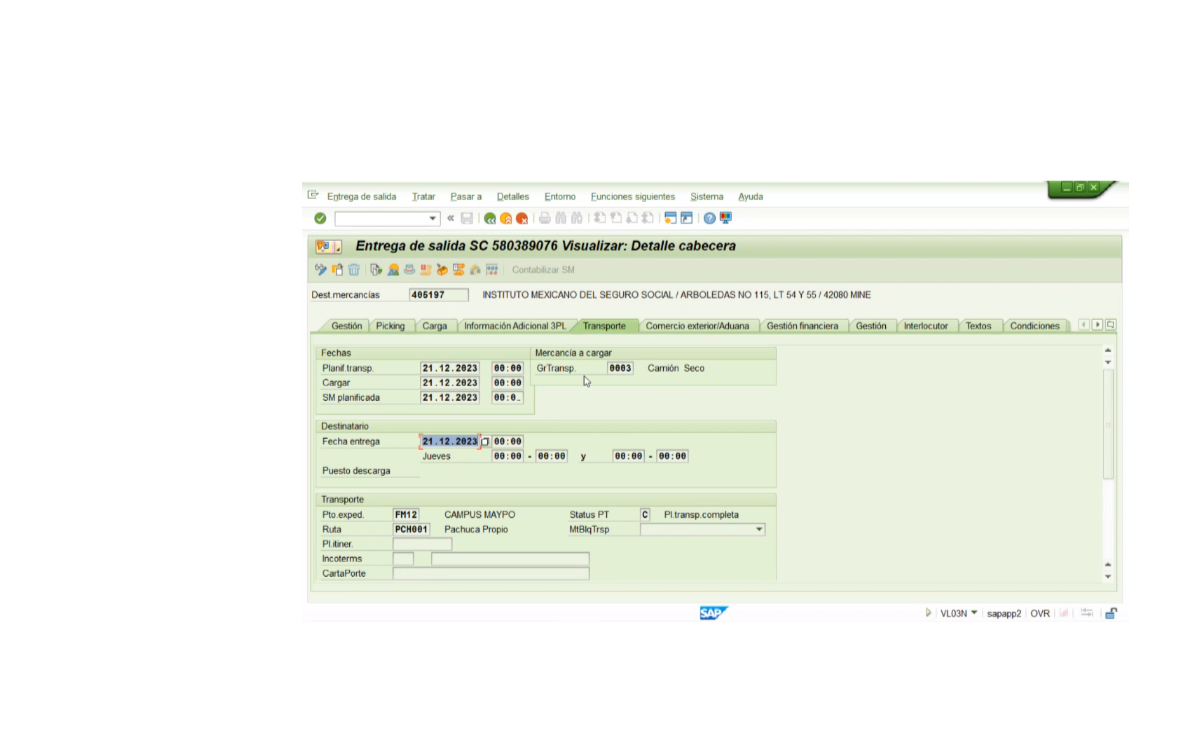 Entrega de salida Tratar Pasar a Detalles Entorno Funciones siguientes Sistema Ayuda
Entrega de salida SC 580389076 Visualizar: Detalle cabecera
Contabilizar SM
Dest.mercancías 405197 INSTITUTO MEXICANO DEL SEGURO SOCIAL / ARBOLEDAS NO 115, LT 54 Y 55 / 42080 MINE
Gestión Picking Carga Información Adicional 3PL Transporte Comercio exterior/Aduana Gestión financiera Gestión Interlocutor Textos Condiciones
Fechas Mercancía a cargar
Planif.transp. 21.12.2023 00:00 GrTransp. 0003 Camión Seco
Cargar 21.12.2023 00:00
SM planificada 21.12.2023 00:0..
Destinatario
Fecha entrega 21.12.2023 00:00
Jueves 00:00 - 00:00 y 00:00 - 00:00
Puesto descarga
Transporte
Pto.exped. FM12 CAMPUS MAYPO Status PT C Pl.transp.completa
Ruta PCH001 Pachuca Propio MtBlqTrsp
Pl.itiner.
Incoterms
CartaPorte
SAP VL03N sapapp2 OVR